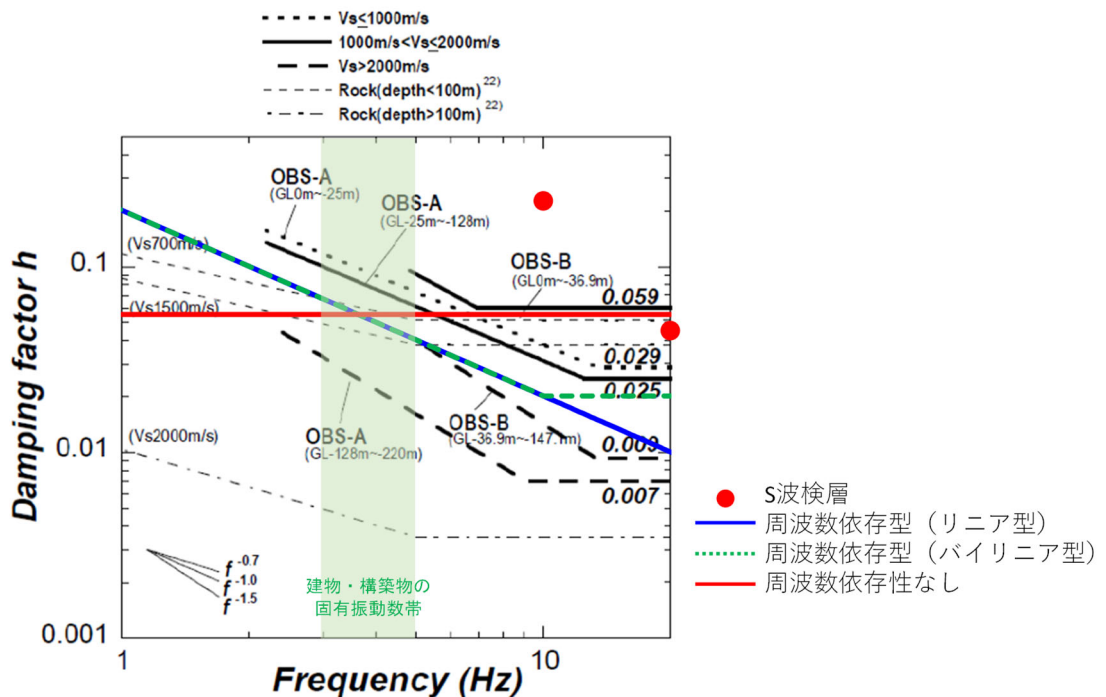 Vs≤1000m/s
1000m/s<Vs≤2000m/s
Vs>2000m/s
Rock(depth<100m) 22)
Rock(depth>100m) 22)
OBS-A
(GL0m~-25m)
OBS-A
(GL-25m~-128m)
(Vs700m/s)
0.1
OBS-B
(GL0m~-36.9m)
0.059
(Vs1500m/s)
0.029
0.025
OBS-A
(GL-128m~-220m)
OBS-B
(GL-36.9m~-147.1m)
0.009
(Vs2000m/s)
0.01
0.007
Damping factor h
f -0.7
f -1.0
f -1.5
建物・構築物の
固有振動数帯
0.001
1
10
Frequency (Hz)
S波検層
周波数依存型（リニア型）
周波数依存型（バイリニア型）
周波数依存性なし